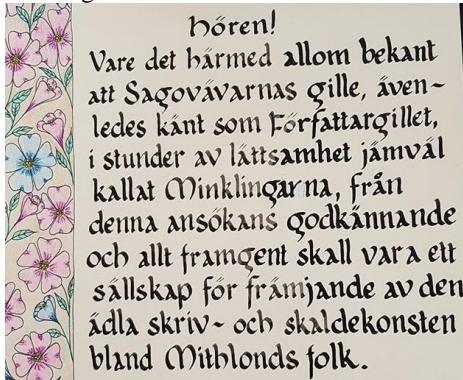 hören!
Vare det härmed allom bekant
att Sagovävarnas gille, även~
ledes känt som Författargillet,
i stunder av lättsamhet jämväl
kallat Minklingarna, från
denna ansökans godkännande
och allt framgent skall vara ett
sällskap för främjande av den
ädla skriv~ och skaldekonsten
bland Mithlonds folk.